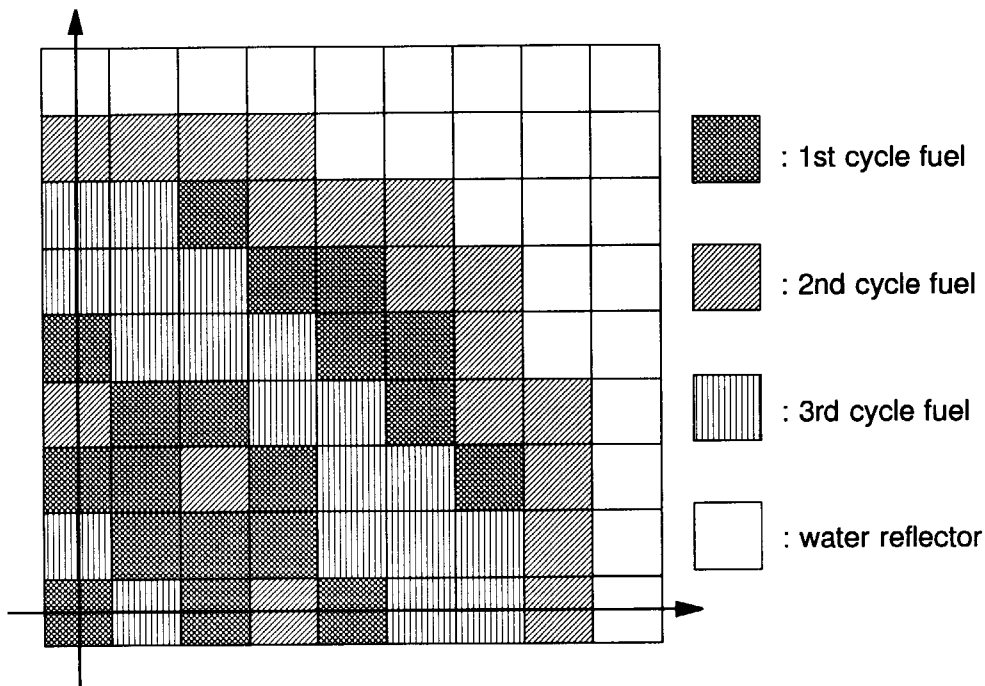 : 1st cycle fuel
: 2nd cycle fuel
: 3rd cycle fuel
: water reflector